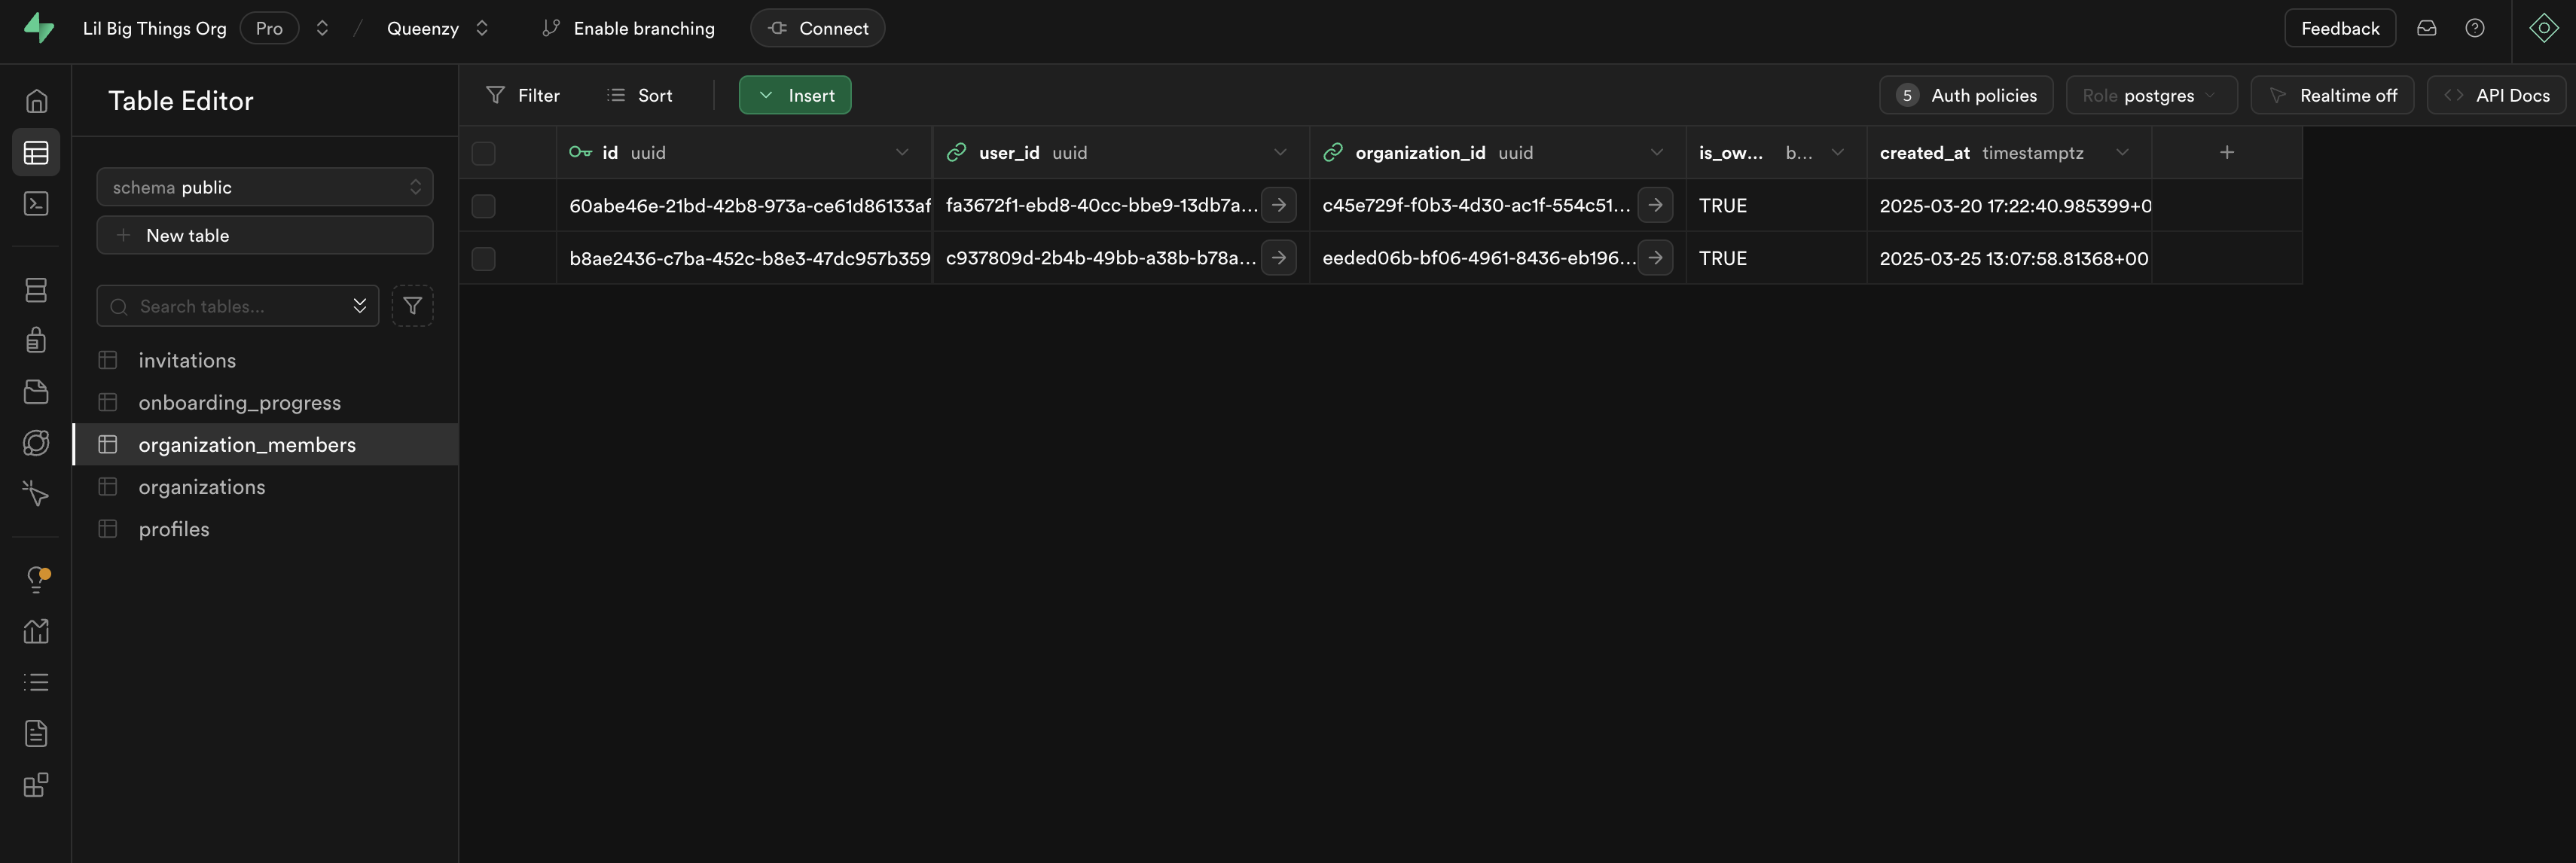 Lil Big Things Org Pro / Queenzy Enable branching Connect Feedback
Table Editor
Filter Sort Insert 5 Auth policies Role postgres Realtime off API Docs
id uuid user_id uuid organization_id uuid is_ow... b... created_at timestamptz
60abe46e-21bd-42b8-973a-ce61d86133af fa3672f1-ebd8-40cc-bbe9-13db7a... c45e729f-f0b3-4d30-ac1f-554c51... TRUE 2025-03-20 17:22:40.985399+0
b8ae2436-c7ba-452c-b8e3-47dc957b359 c937809d-2b4b-49bb-a38b-b78a... eeded06b-bf06-4961-8436-eb196... TRUE 2025-03-25 13:07:58.81368+00
schema public
New table
Search tables...
invitations
onboarding_progress
organization_members
organizations
profiles